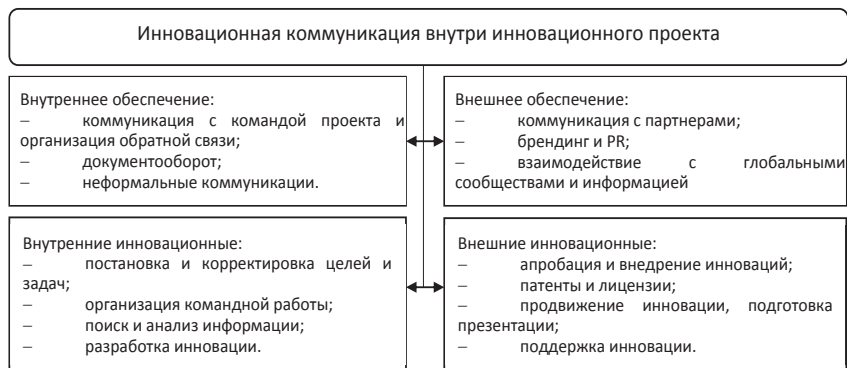 Инновационная коммуникация внутри инновационного проекта
Внутреннее обеспечение:
– коммуникация с командой проекта и
организация обратной связи;
– документооборот;
– неформальные коммуникации.
Внешнее обеспечение:
– коммуникация с партнерами;
– брендинг и PR;
– взаимодействие с глобальными
сообществами и информацией
Внутренние инновационные:
– постановка и корректировка целей и
задач;
– организация командной работы;
– поиск и анализ информации;
– разработка инновации.
Внешние инновационные:
– апробация и внедрение инноваций;
– патенты и лицензии;
– продвижение инновации, подготовка
презентации;
– поддержка инновации.